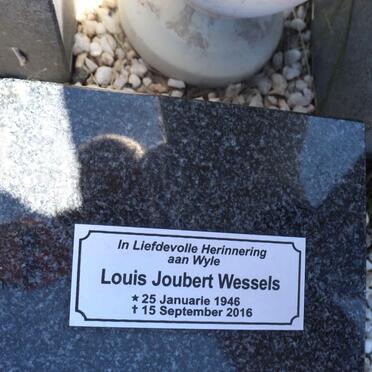 In Liefdevolle Herinnering
aan Wyle
Louis Joubert Wessels
★ 25 Januarie 1946
✝ 15 September 2016